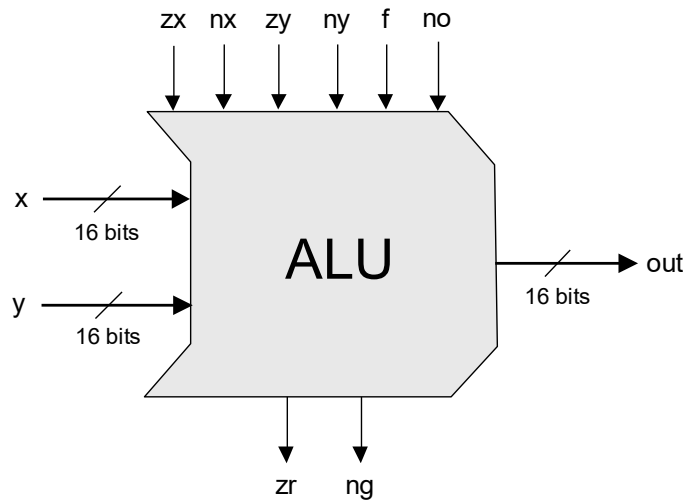 zx nx zy ny f no
x
16 bits
ALU
out
16 bits
y
16 bits
zr ng